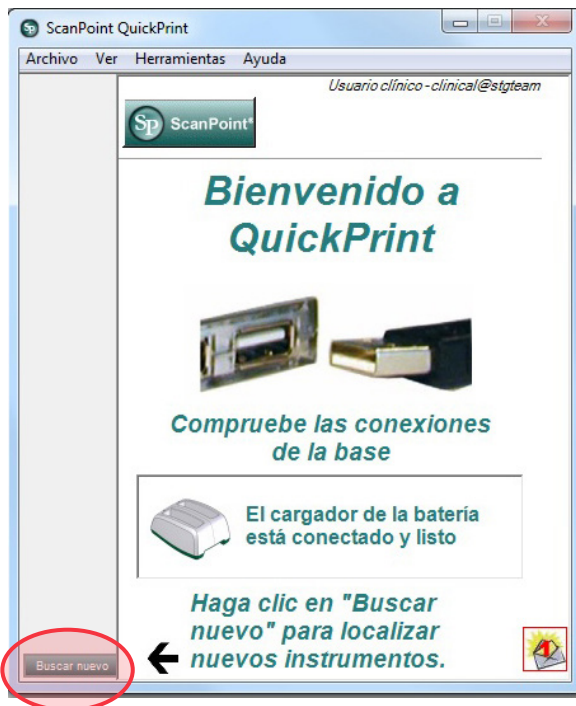 ScanPoint QuickPrint
Archivo Ver Herramientas Ayuda
Usuario clínico - clinical@stgteam
Sp ScanPoint®
Bienvenido a
QuickPrint
Compruebe las conexiones
de la base
El cargador de la batería
está conectado y listo
Haga clic en "Buscar
nuevo" para localizar
nuevos instrumentos.
Buscar nuevo